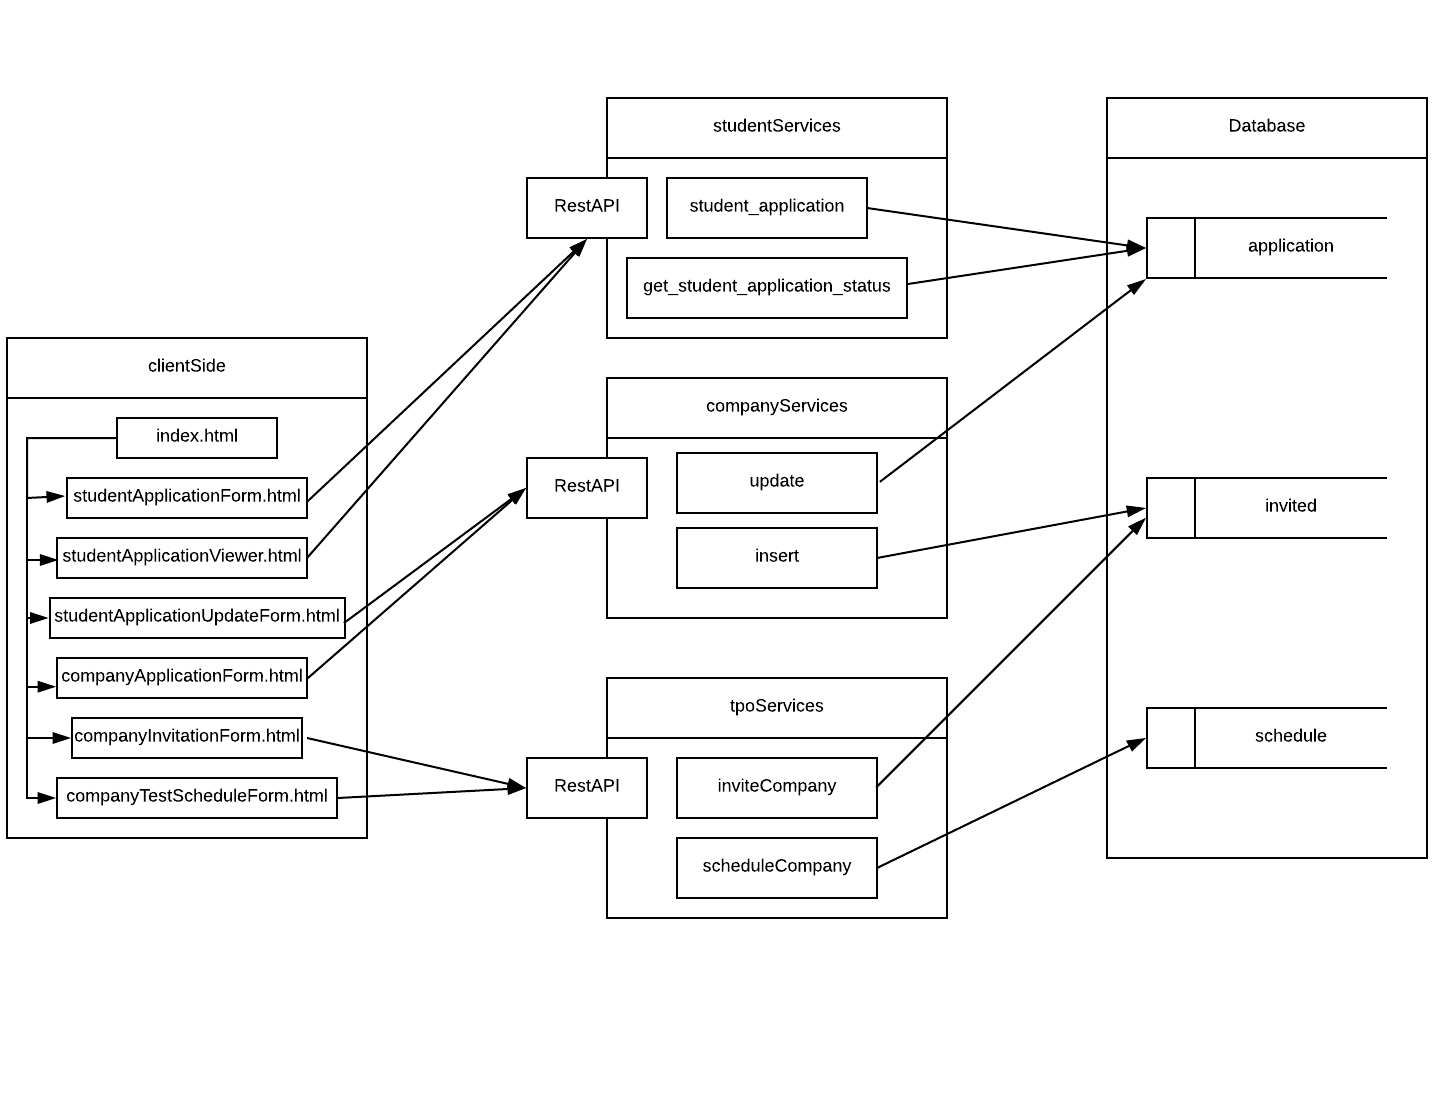 clientSide
index.html
studentApplicationForm.html
studentApplicationViewer.html
studentApplicationUpdateForm.html
companyApplicationForm.html
companyInvitationForm.html
companyTestScheduleForm.html
studentServices
RestAPI
student_application
get_student_application_status
companyServices
RestAPI
update
insert
tpoServices
RestAPI
inviteCompany
scheduleCompany
Database
application
invited
schedule